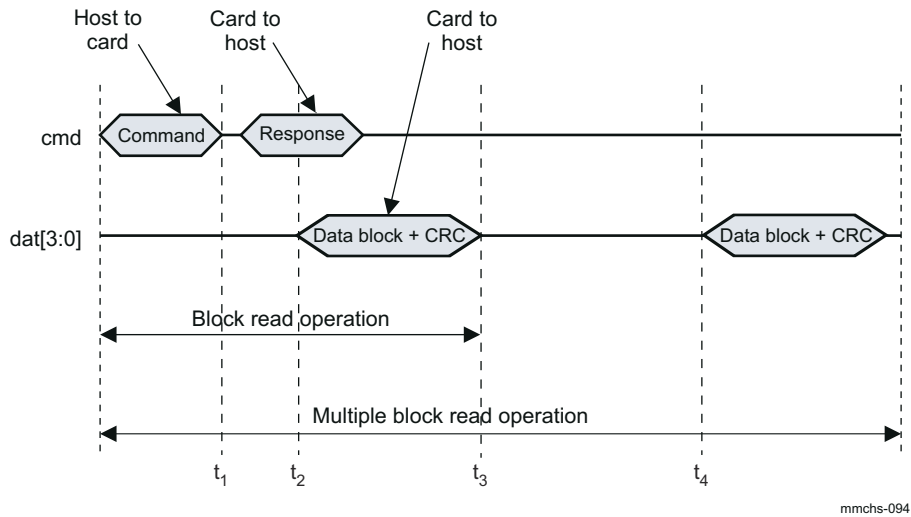 Host to
card
Card to
host
Card to
host
cmd
Command
Response
dat[3:0]
Data block + CRC
Data block + CRC
Block read operation
Multiple block read operation
t1
t2
t3
t4
mmchs-094